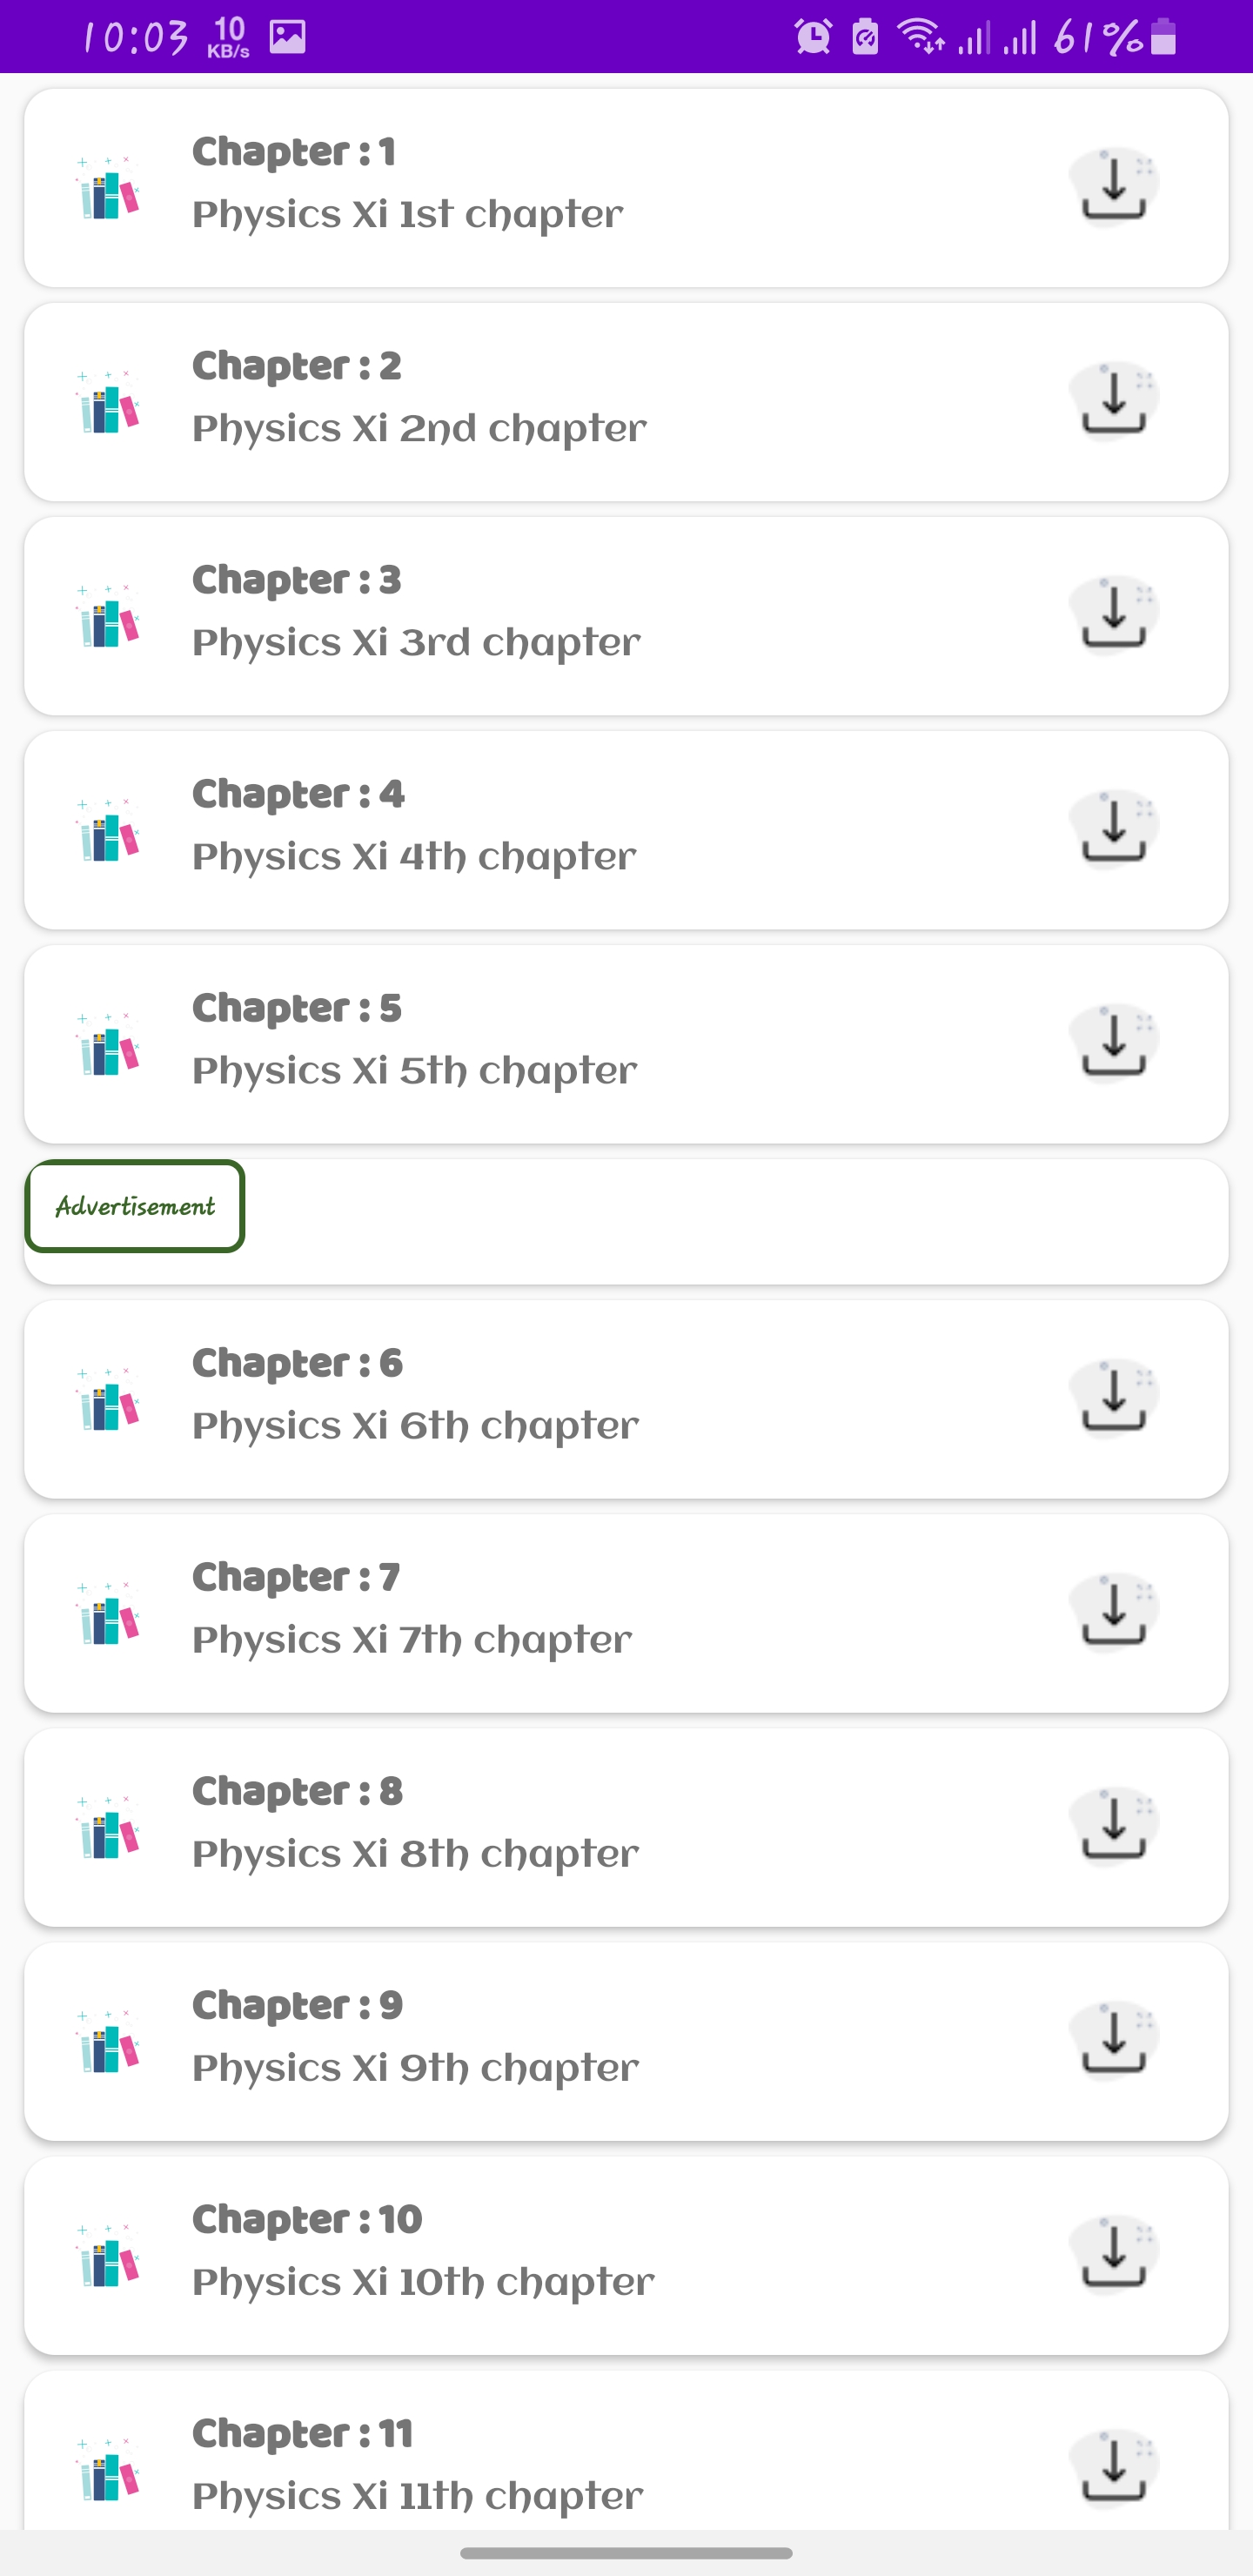 10:03 10 KB/s 61%
Chapter : 1
Physics Xi 1st chapter
Chapter : 2
Physics Xi 2nd chapter
Chapter : 3
Physics Xi 3rd chapter
Chapter : 4
Physics Xi 4th chapter
Chapter : 5
Physics Xi 5th chapter
Advertisement
Chapter : 6
Physics Xi 6th chapter
Chapter : 7
Physics Xi 7th chapter
Chapter : 8
Physics Xi 8th chapter
Chapter : 9
Physics Xi 9th chapter
Chapter : 10
Physics Xi 10th chapter
Chapter : 11
Physics Xi 11th chapter